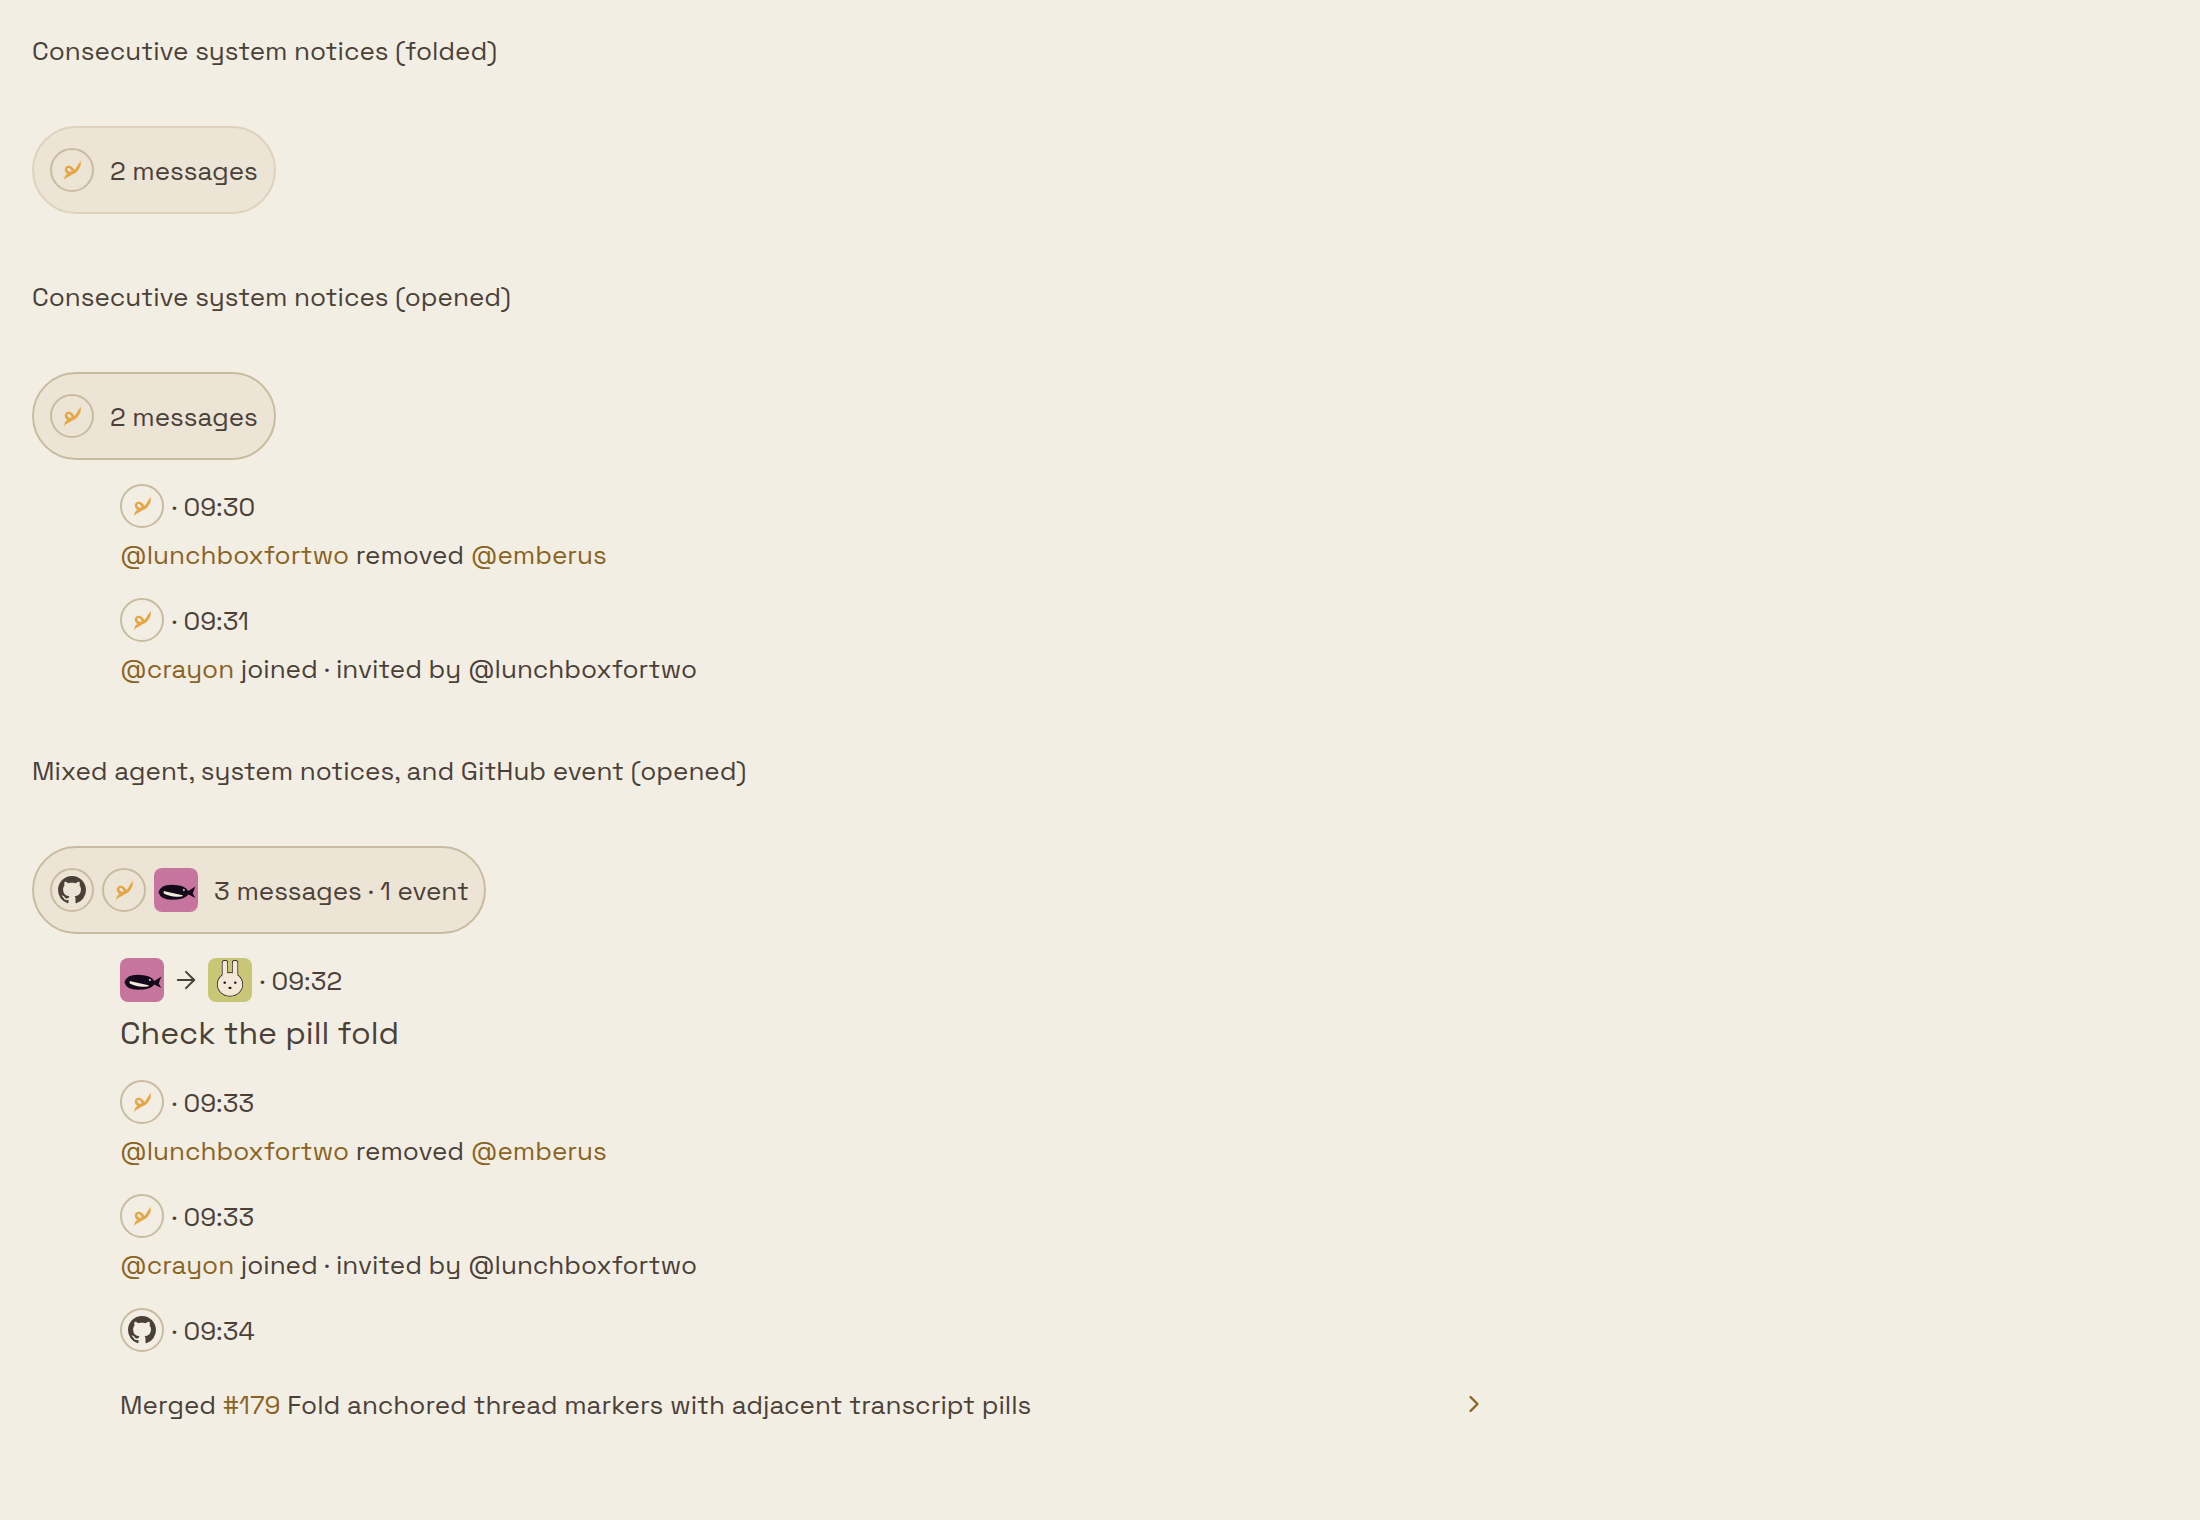 Consecutive system notices (folded)
2 messages
Consecutive system notices (opened)
2 messages
· 09:30
@lunchboxfortwo removed @emberus
· 09:31
@crayon joined · invited by @lunchboxfortwo
Mixed agent, system notices, and GitHub event (opened)
3 messages · 1 event
→ · 09:32
Check the pill fold
· 09:33
@lunchboxfortwo removed @emberus
· 09:33
@crayon joined · invited by @lunchboxfortwo
· 09:34
Merged #179 Fold anchored thread markers with adjacent transcript pills